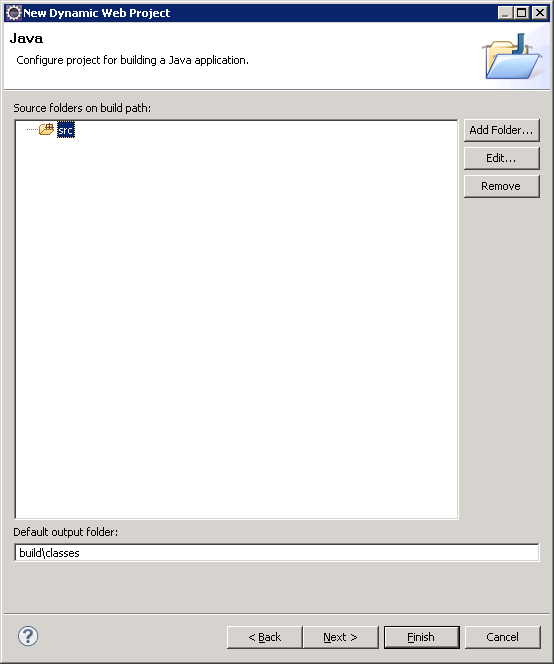 New Dynamic Web Project
Java
Configure project for building a Java application.
Source folders on build path:
src
Add Folder...
Edit...
Remove
Default output folder:
build\classes
< Back
Next >
Finish
Cancel